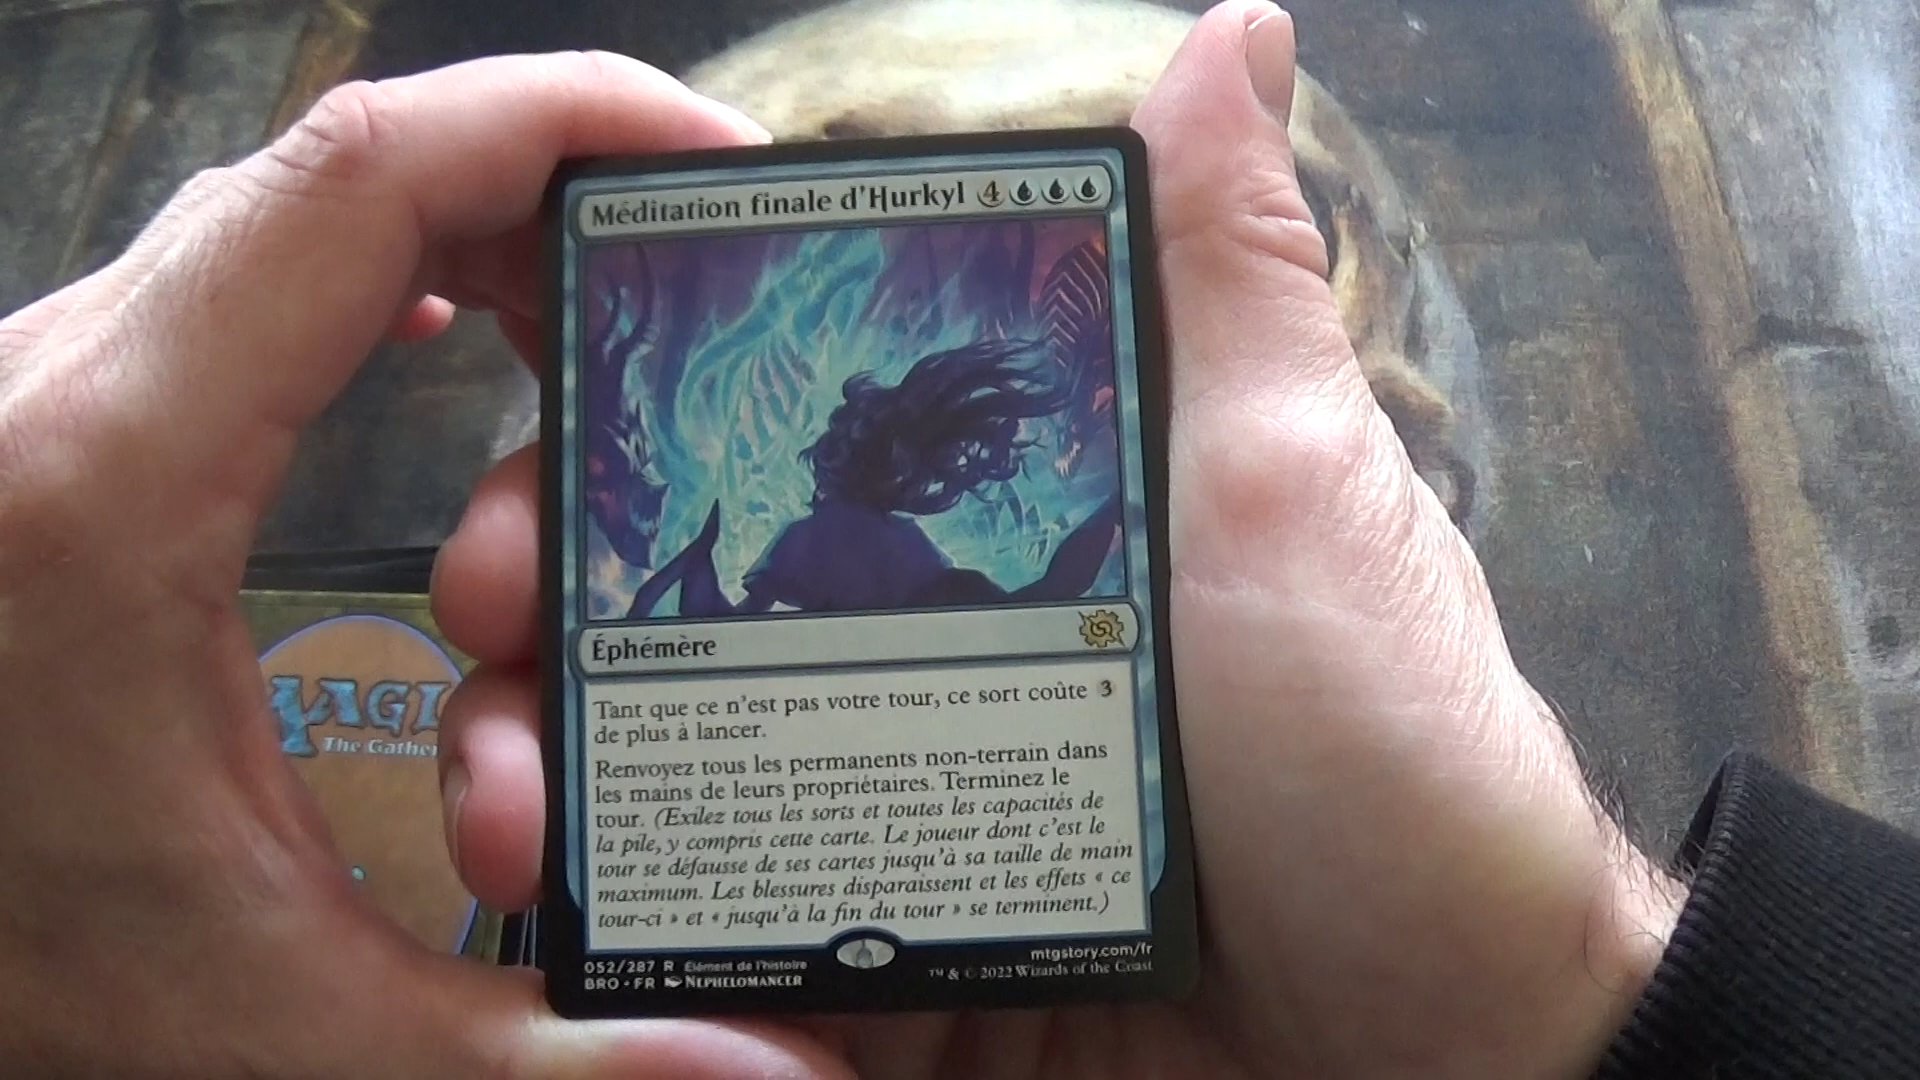 Méditation finale d'Hurkyl 4
Éphémère
Tant que ce n'est pas votre tour, ce sort coûte 3
de plus à lancer.
Renvoyez tous les permanents non-terrain dans
les mains de leurs propriétaires. Terminez le
tour. (Exilez tous les sorts et toutes les capacités de
la pile, y compris cette carte. Le joueur dont c'est le
tour se défausse de ses cartes jusqu'à sa taille de main
maximum. Les blessures disparaissent et les effets « ce
tour-ci » et « jusqu'à la fin du tour » se terminent.)
052/287 R Élément de l'histoire
BRO • FR NEPHELOMANCER
mtgstory.com/fr
™ & © 2022 Wizards of the Coast
MAGI
The Gather